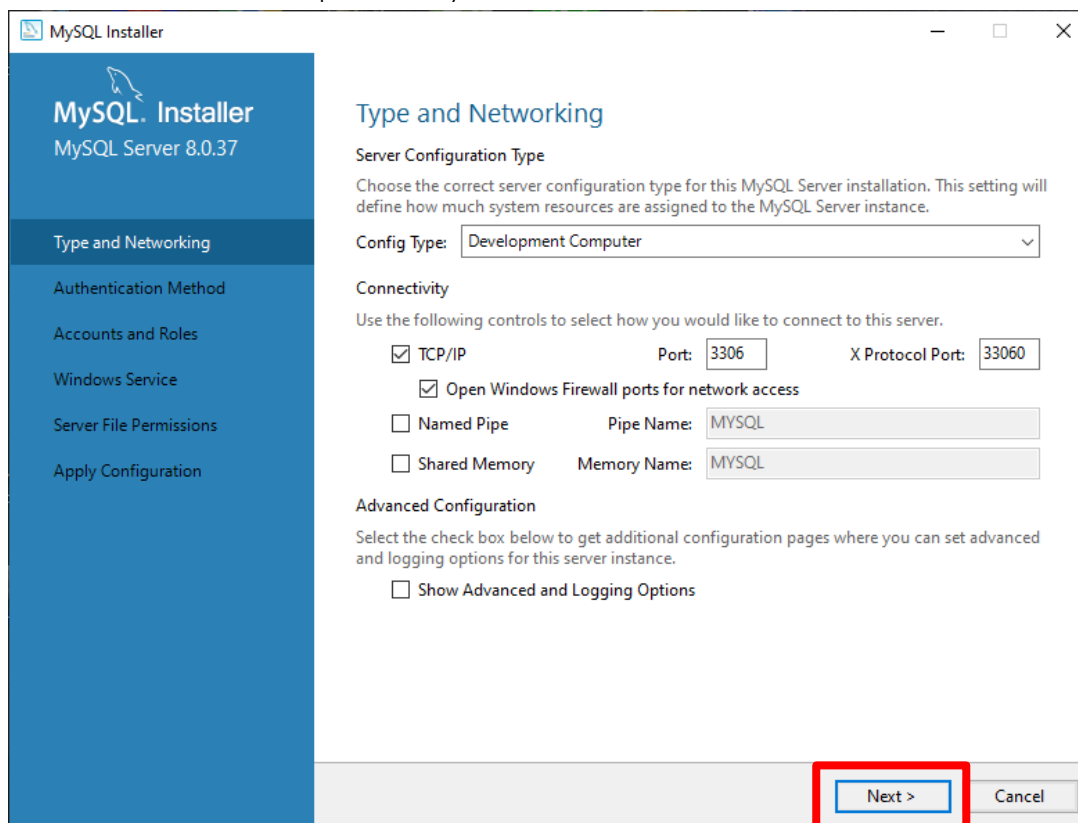 MySQL Installer
MySQL. Installer
MySQL Server 8.0.37
Type and Networking
Authentication Method
Accounts and Roles
Windows Service
Server File Permissions
Apply Configuration
Type and Networking
Server Configuration Type
Choose the correct server configuration type for this MySQL Server installation. This setting will
define how much system resources are assigned to the MySQL Server instance.
Config Type: Development Computer
Connectivity
Use the following controls to select how you would like to connect to this server.
TCP/IP Port: 3306 X Protocol Port: 33060
Open Windows Firewall ports for network access
Named Pipe Pipe Name: MYSQL
Shared Memory Memory Name: MYSQL
Advanced Configuration
Select the check box below to get additional configuration pages where you can set advanced
and logging options for this server instance.
Show Advanced and Logging Options
Next > Cancel